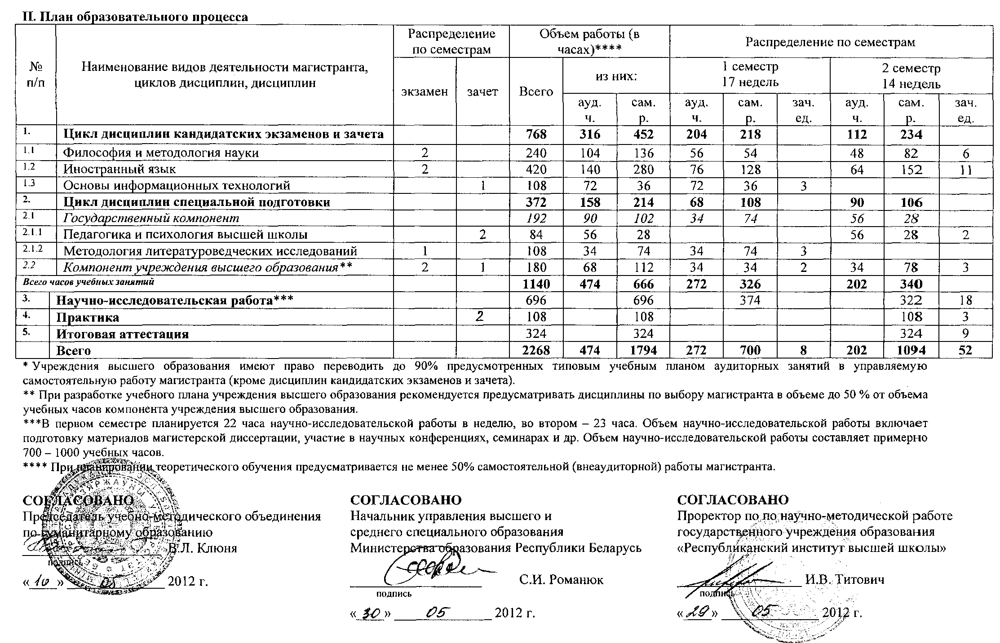 II. План образовательного процесса
№ п/п Наименование видов деятельности магистранта, циклов дисциплин, дисциплин Распределение по семестрам Объем работы (в часах)**** Распределение по семестрам
экзамен зачет Всего из них: 1 семестр 17 недель 2 семестр 14 недель
ауд. ч. сам. р. ауд. ч. сам. р. зач. ед. ауд. ч. сам. р. зач. ед.
1. Цикл дисциплин кандидатских экзаменов и зачета 768 316 452 204 218 112 234
1.1 Философия и методология науки 2 240 104 136 56 54 48 82 6
1.2 Иностранный язык 2 420 140 280 76 128 64 152 11
1.3 Основы информационных технологий 1 108 72 36 72 36 3
2. Цикл дисциплин специальной подготовки 372 158 214 68 108 90 106
2.1 Государственный компонент 192 90 102 34 74 56 28
2.1.1 Педагогика и психология высшей школы 2 84 56 28 56 28 2
2.1.2 Методология литературоведческих исследований 1 108 34 74 34 74 3
2.2 Компонент учреждения высшего образования** 2 1 180 68 112 34 34 2 34 78 3
Всего часов учебных занятий 1140 474 666 272 326 202 340
3. Научно-исследовательская работа*** 696 696 374 322 18
4. Практика 2 108 108 108 3
5. Итоговая аттестация 324 324 324 9
Всего 2268 474 1794 272 700 8 202 1094 52
* Учреждения высшего образования имеют право переводить до 90% предусмотренных типовым учебным планом аудиторных занятий в управляемую
самостоятельную работу магистранта (кроме дисциплин кандидатских экзаменов и зачета).
** При разработке учебного плана учреждения высшего образования рекомендуется предусматривать дисциплины по выбору магистранта в объеме до 50 % от объема
учебных часов компонента учреждения высшего образования.
***В первом семестре планируется 22 часа научно-исследовательской работы в неделю, во втором – 23 часа. Объем научно-исследовательской работы включает
подготовку материалов магистерской диссертации, участие в научных конференциях, семинарах и др. Объем научно-исследовательской работы составляет примерно
700 – 1000 учебных часов.
**** При планировании теоретического обучения предусматривается не менее 50% самостоятельной (внеаудиторной) работы магистранта.
СОГЛАСОВАНО
Председатель учебно-методического объединения
по гуманитарному образованию
В.Л. Клюня
подпись
«10» 05 2012 г.
СОГЛАСОВАНО
Начальник управления высшего и
среднего специального образования
Министерства образования Республики Беларусь
С.И. Романюк
подпись
«30» 05 2012 г.
СОГЛАСОВАНО
Проректор по по научно-методической работе
государственного учреждения образования
«Республиканский институт высшей школы»
И.В. Титович
подпись
«29» 05 2012 г.